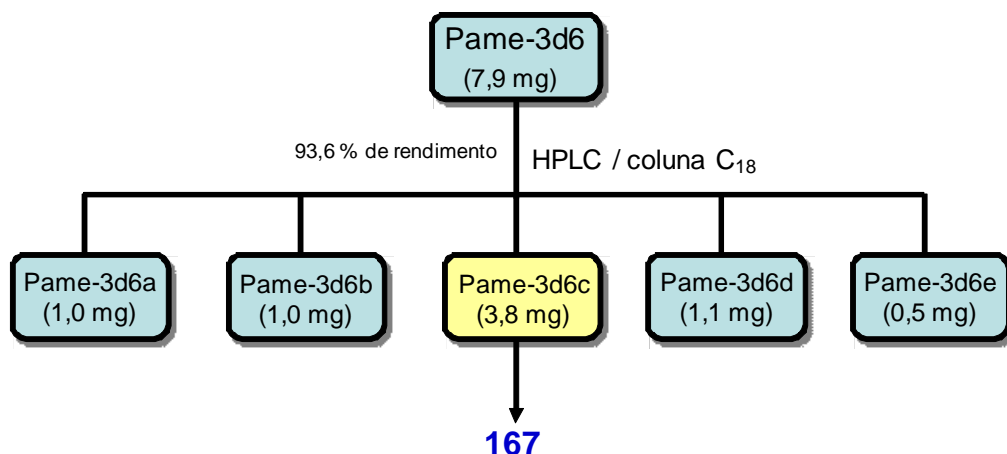 Pame-3d6
(7,9 mg)
93,6 % de rendimento
HPLC / coluna C₁₈
Pame-3d6a
(1,0 mg)
Pame-3d6b
(1,0 mg)
Pame-3d6c
(3,8 mg)
Pame-3d6d
(1,1 mg)
Pame-3d6e
(0,5 mg)
167